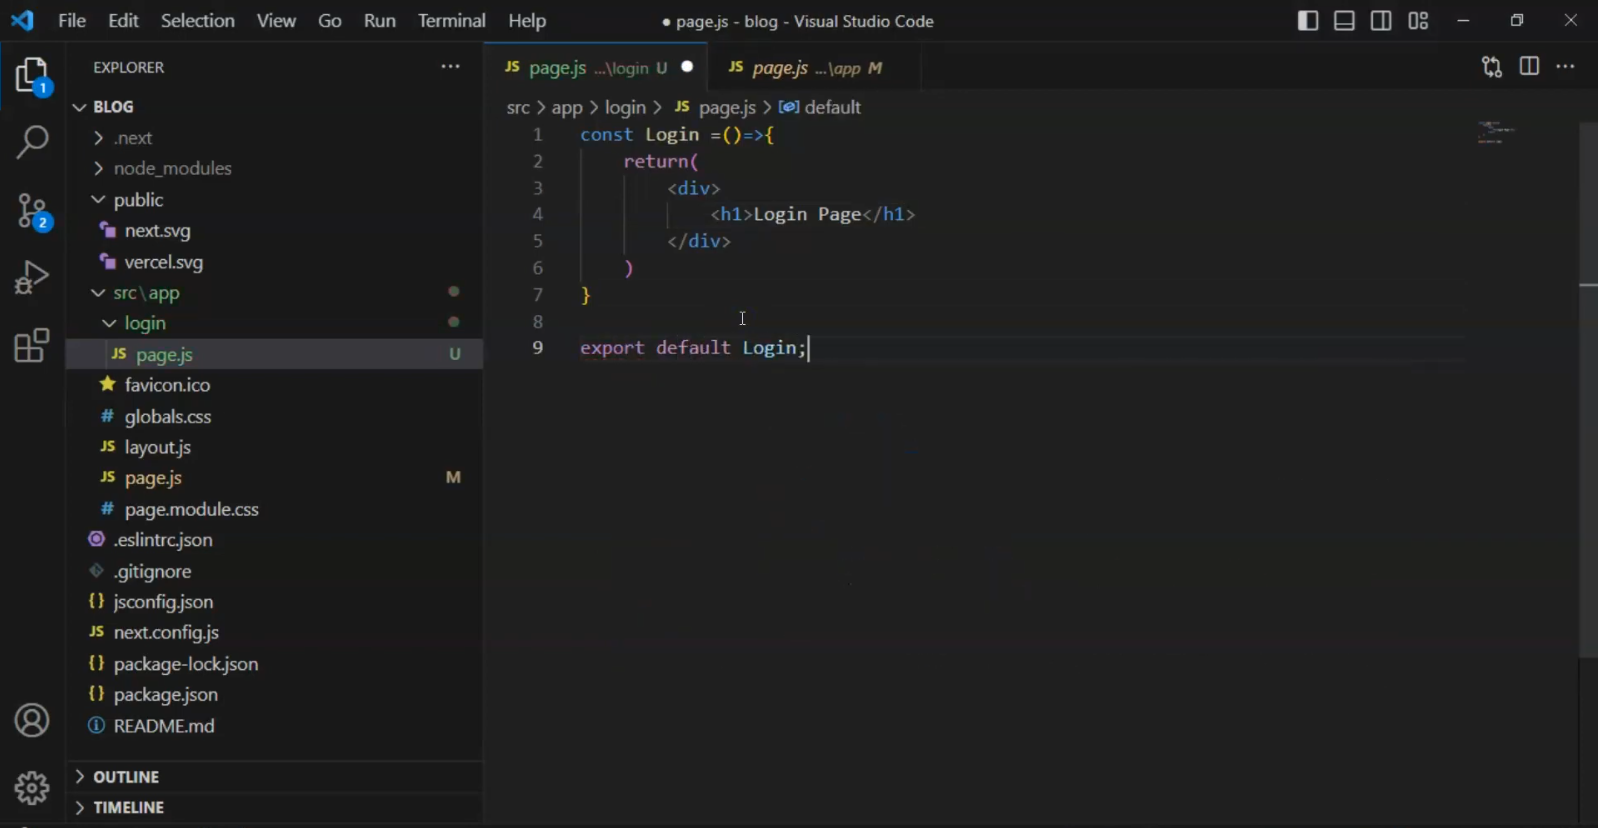 File Edit Selection View Go Run Terminal Help ● page.js - blog - Visual Studio Code
EXPLORER ···
JS page.js ...\login U ●
JS page.js ...\app M
···
1
2
BLOG
.next
node_modules
public
next.svg
vercel.svg
src\app
login
JS page.js U
favicon.ico
# globals.css
JS layout.js
JS page.js M
# page.module.css
.eslintrc.json
.gitignore
{} jsconfig.json
JS next.config.js
{} package-lock.json
{} package.json
README.md
OUTLINE
TIMELINE
src > app > login > JS page.js > default
1 const Login =()=>{
2 return(
3 <div>
4 <h1>Login Page</h1>
5 </div>
6 )
7 }
8
9 export default Login;